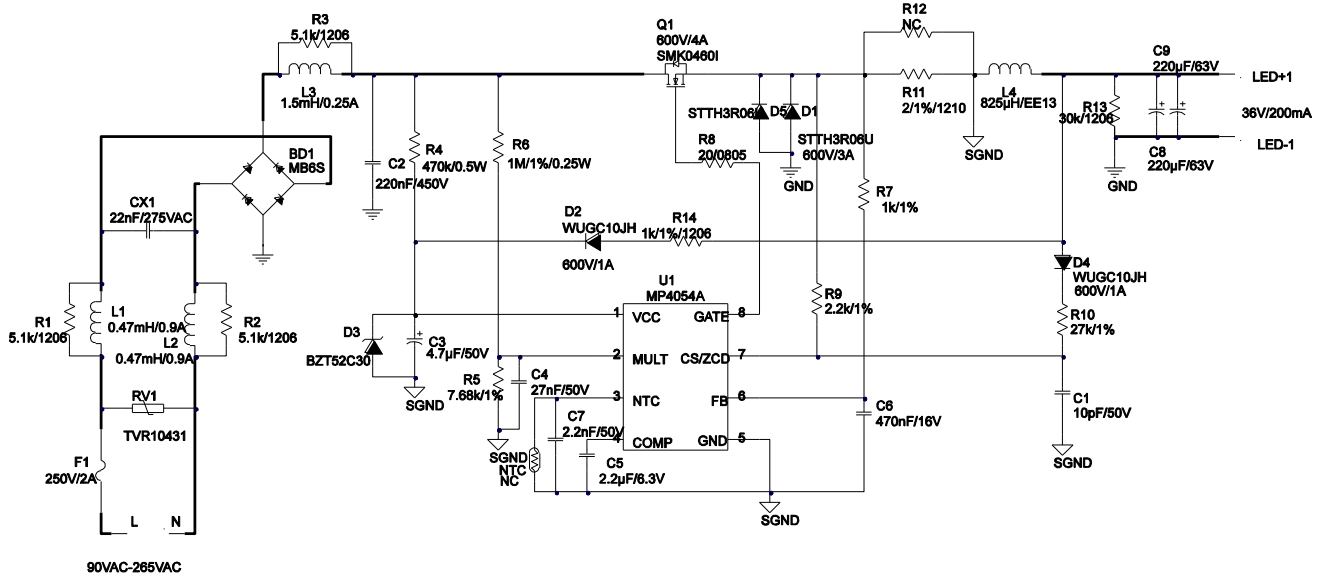 R12
NC
R3
5.1k/1206
Q1
600V/4A
SMK0460I
C9
220µF/63V
LED+1
L3
1.5mH/0.25A
R11
2/1%/1210
L4
825µH/EE13
R13
30k/1206
36V/200mA
STTH3R06
D5
D1
STTH3R06U
600V/3A
R8
20/0805
R4
470k/0.5W
R6
1M/1%/0.25W
BD1
MB6S
C2
220nF/450V
SGND
GND
GND
C8
220µF/63V
LED-1
CX1
22nF/275VAC
R7
1k/1%
D2
WUGC10JH
600V/1A
R14
1k/1%/1206
D4
WUGC10JH
600V/1A
U1
MP4054A
R9
2.2k/1%
R10
27k/1%
R1
5.1k/1206
L1
0.47mH/0.9A
L2
0.47mH/0.9A
R2
5.1k/1206
D3
BZT52C30
C3
4.7µF/50V
1
VCC
GATE
8
2
MULT
CS/ZCD
7
3
NTC
FB
6
4
COMP
GND
5
R5
7.68k/1%
C4
27nF/50V
SGND
C7
2.2nF/50V
C6
470nF/16V
C1
10pF/50V
RV1
TVR10431
SGND
NTC
NC
C5
2.2µF/6.3V
SGND
SGND
F1
250V/2A
L
N
90VAC-265VAC